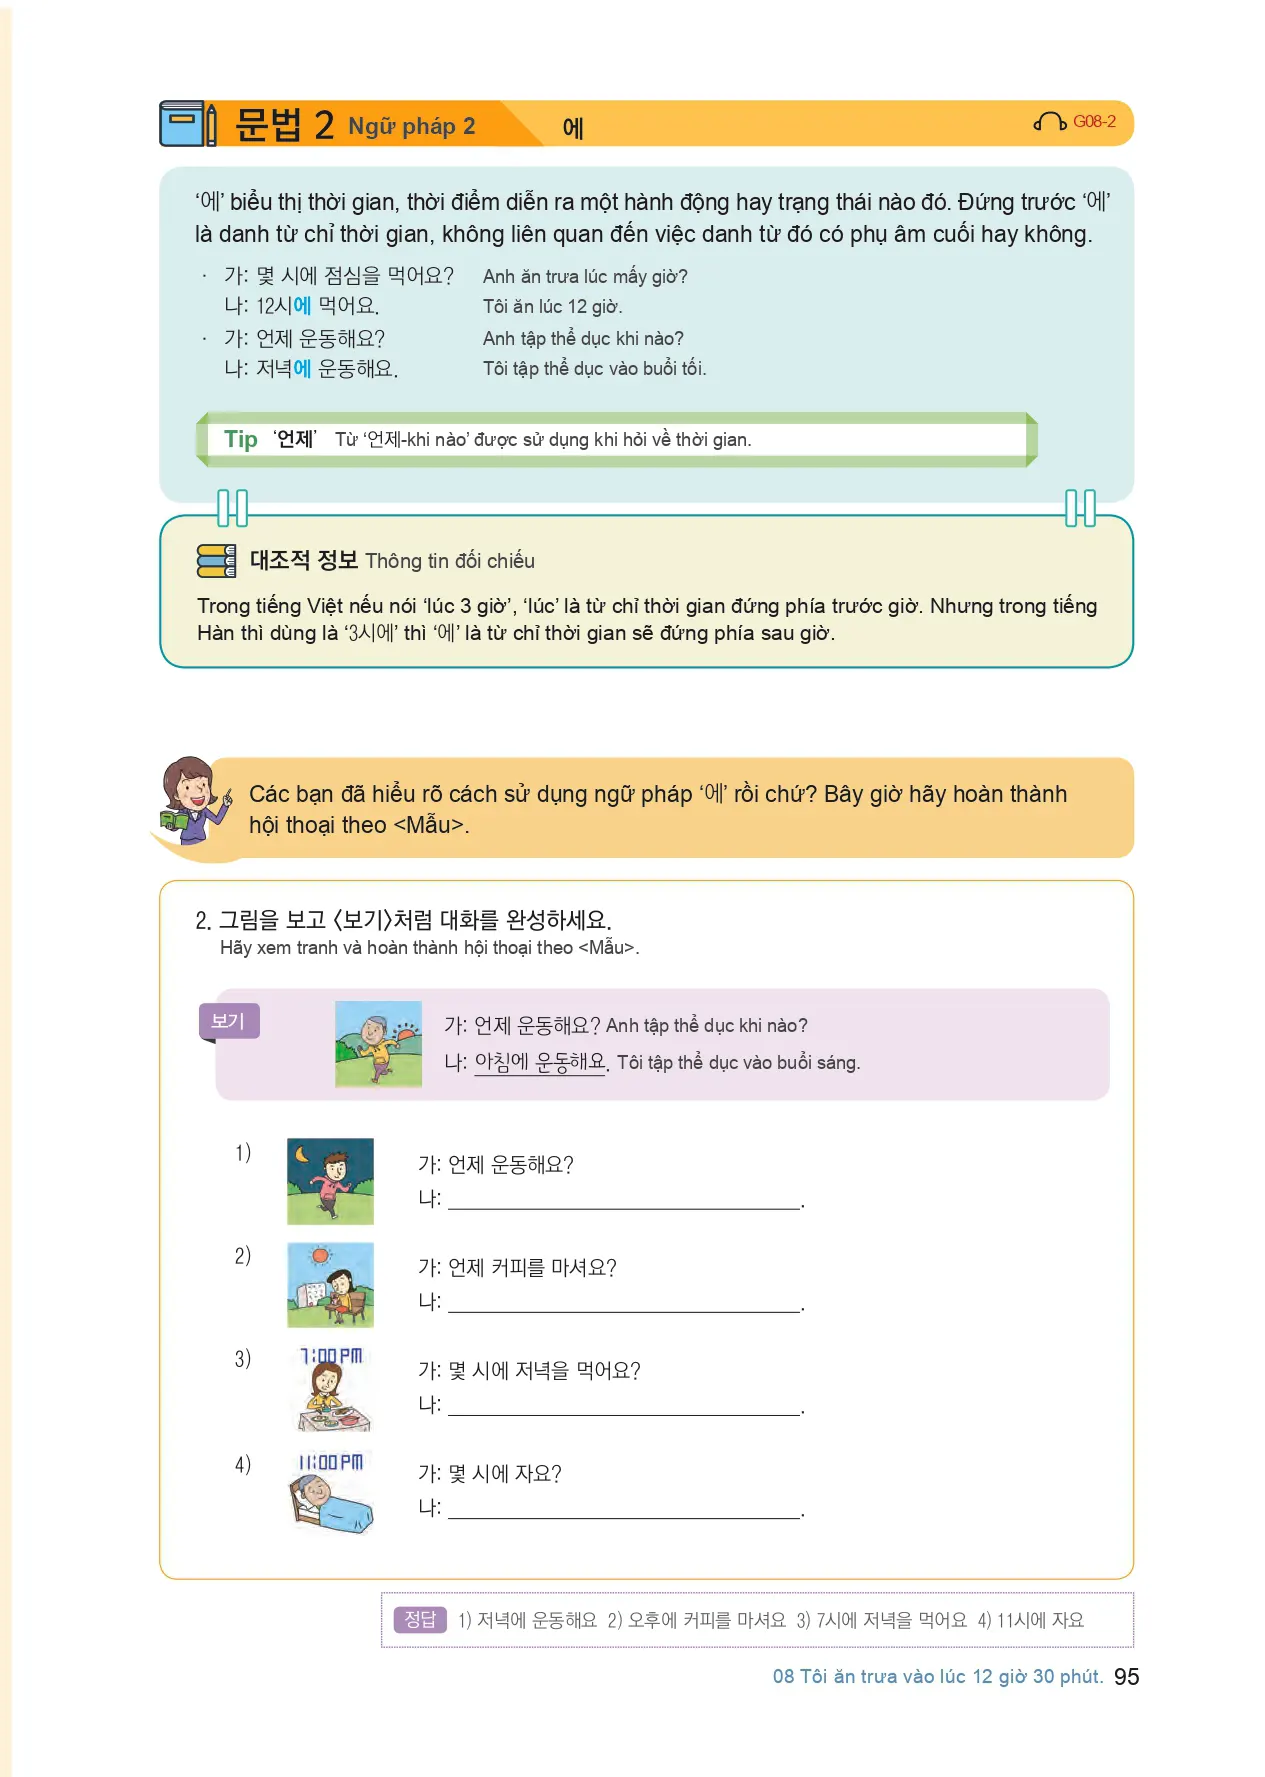 문법 2 Ngữ pháp 2 에 G08-2
‘에’ biểu thị thời gian, thời điểm diễn ra một hành động hay trạng thái nào đó. Đứng trước ‘에’
là danh từ chỉ thời gian, không liên quan đến việc danh từ đó có phụ âm cuối hay không.
· 가: 몇 시에 점심을 먹어요? Anh ăn trưa lúc mấy giờ?
나: 12시에 먹어요. Tôi ăn lúc 12 giờ.
· 가: 언제 운동해요? Anh tập thể dục khi nào?
나: 저녁에 운동해요. Tôi tập thể dục vào buổi tối.
Tip ‘언제’ Từ ‘언제-khi nào’ được sử dụng khi hỏi về thời gian.
대조적 정보 Thông tin đối chiếu
Trong tiếng Việt nếu nói ‘lúc 3 giờ’, ‘lúc’ là từ chỉ thời gian đứng phía trước giờ. Nhưng trong tiếng
Hàn thì dùng là ‘3시에’ thì ‘에’ là từ chỉ thời gian sẽ đứng phía sau giờ.
Các bạn đã hiểu rõ cách sử dụng ngữ pháp ‘에’ rồi chứ? Bây giờ hãy hoàn thành
hội thoại theo <Mẫu>.
2. 그림을 보고 〈보기〉처럼 대화를 완성하세요.
Hãy xem tranh và hoàn thành hội thoại theo <Mẫu>.
보기
가: 언제 운동해요? Anh tập thể dục khi nào?
나: 아침에 운동해요. Tôi tập thể dục vào buổi sáng.
1)
가: 언제 운동해요?
나: .
2)
가: 언제 커피를 마셔요?
나: .
3)
7:00 PM
가: 몇 시에 저녁을 먹어요?
나: .
4)
11:00 PM
가: 몇 시에 자요?
나: .
정답 1) 저녁에 운동해요 2) 오후에 커피를 마셔요 3) 7시에 저녁을 먹어요 4) 11시에 자요
08 Tôi ăn trưa vào lúc 12 giờ 30 phút. 95